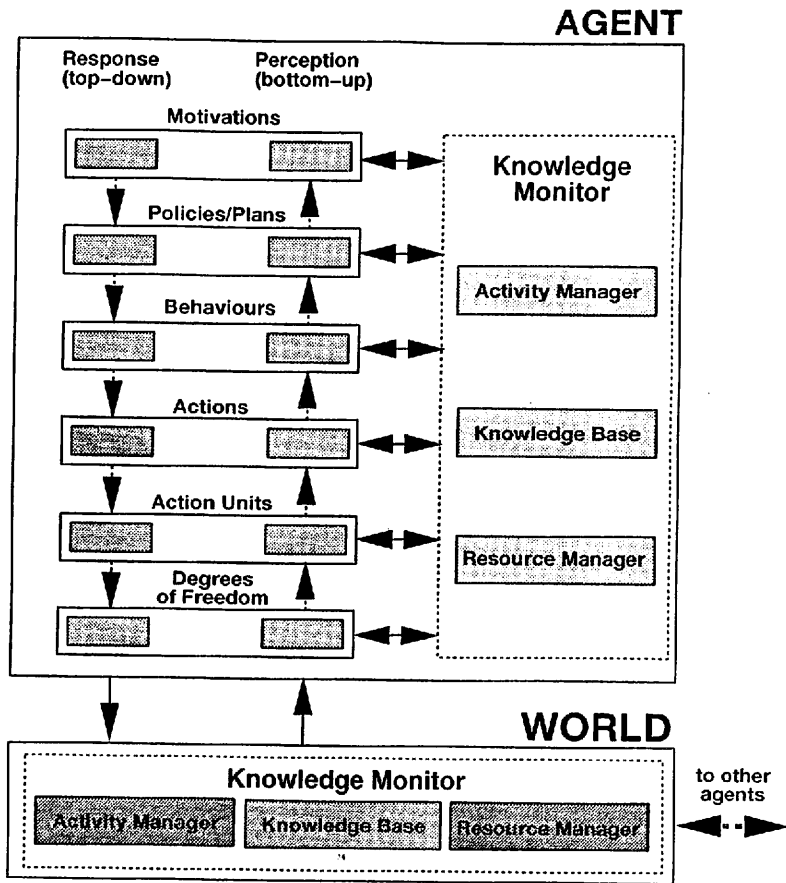 AGENT
Response
(top–down)
Perception
(bottom–up)
Motivations
Knowledge
Monitor
Policies/Plans
Activity Manager
Behaviours
Actions
Knowledge Base
Action Units
Resource Manager
Degrees
of Freedom
WORLD
Knowledge Monitor
Activity Manager
Knowledge Base
Resource Manager
to other
agents